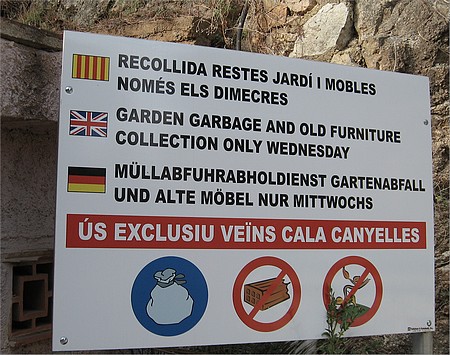 RECOLLIDA RESTES JARDÍ I MOBLES
NOMÉS ELS DIMECRES
GARDEN GARBAGE AND OLD FURNITURE
COLLECTION ONLY WEDNESDAY
MÜLLABFUHRABHOLDIENST GARTENABFALL
UND ALTE MÖBEL NUR MITTWOCHS
ÚS EXCLUSIU VEÏNS CALA CANYELLES